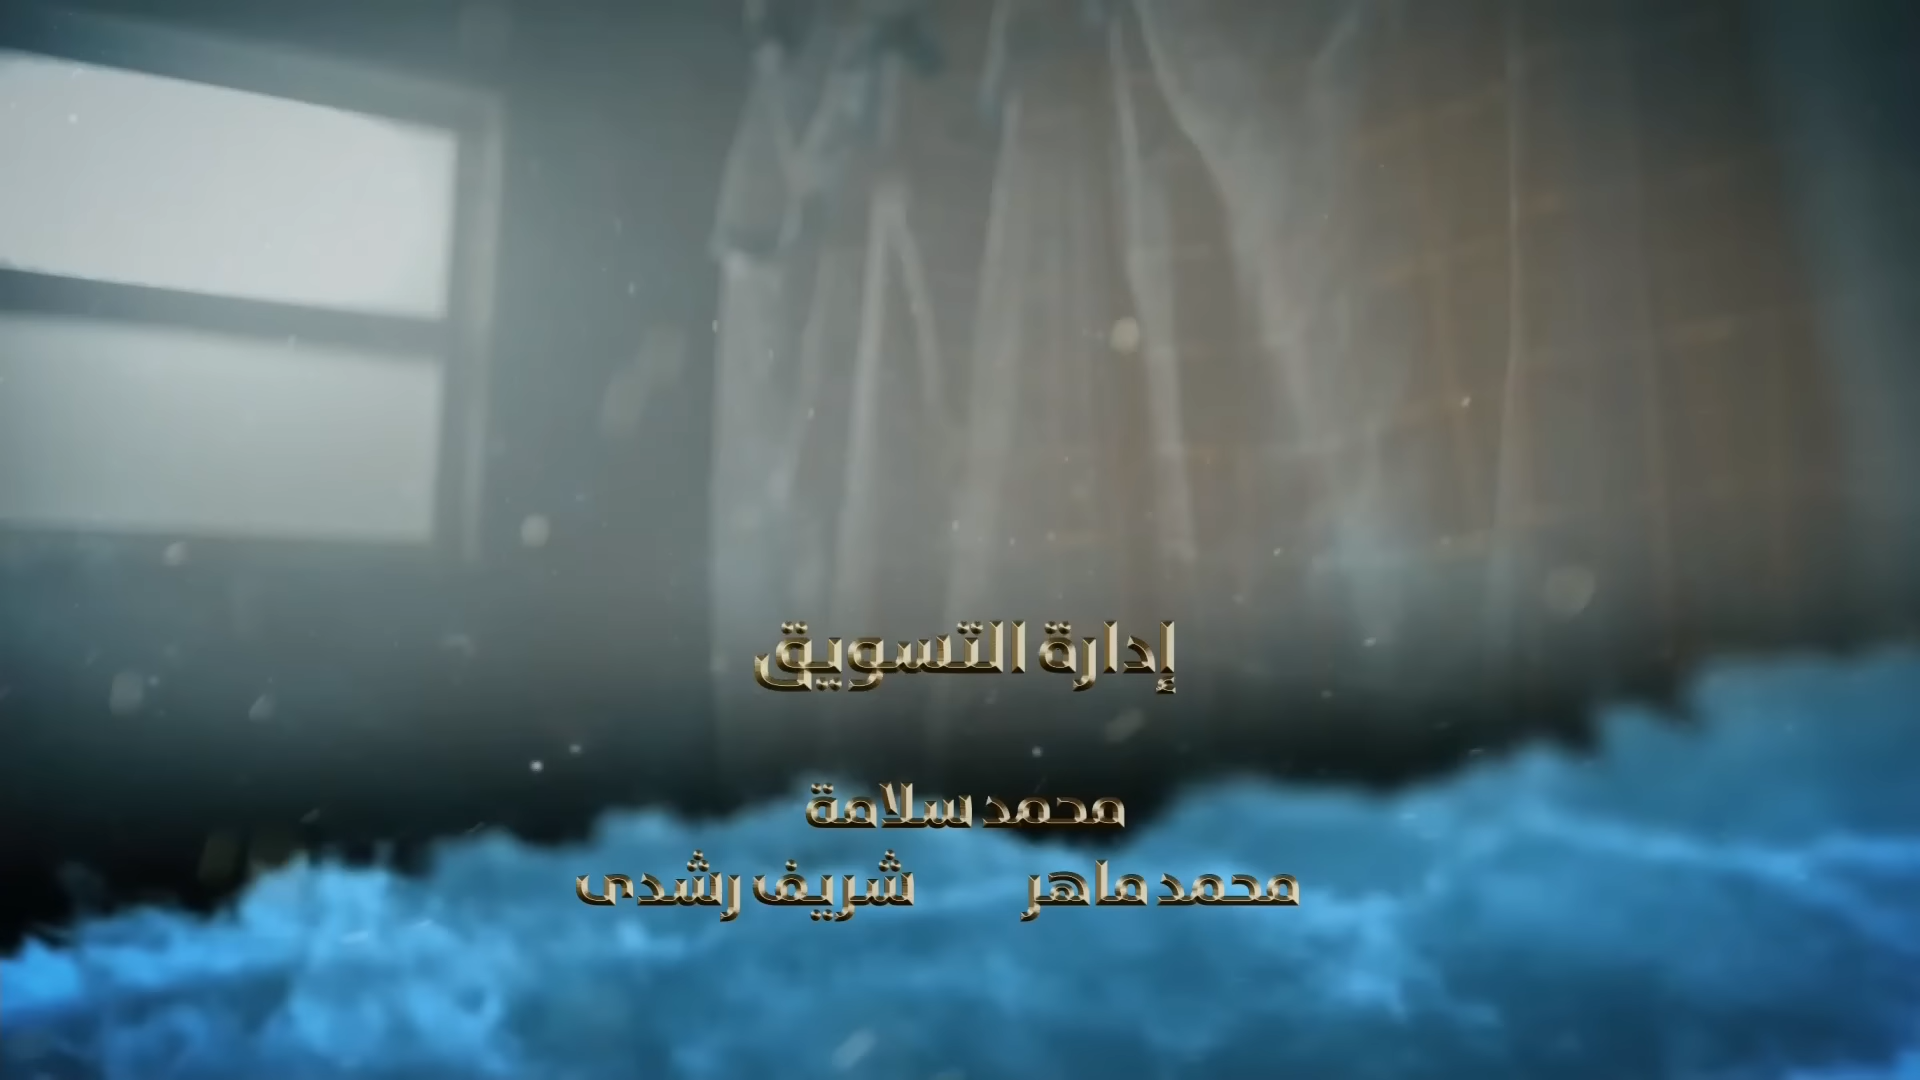 إدارة التسويق
محمد سلامة
محمد ماهر شريف رشدى